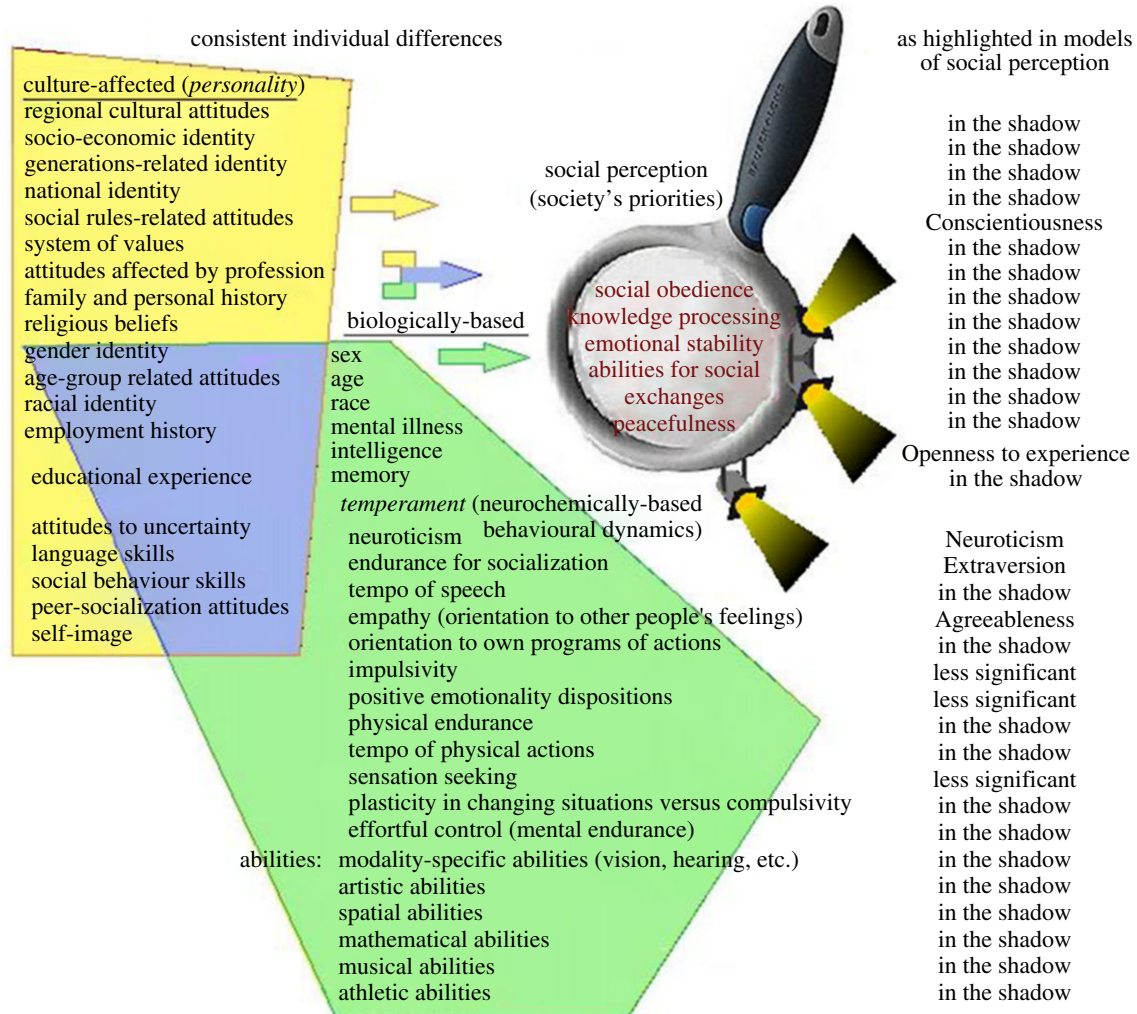 consistent individual differences
as highlighted in models
of social perception
culture-affected (personality)
regional cultural attitudes
socio-economic identity
generations-related identity
national identity
social rules-related attitudes
system of values
attitudes affected by profession
family and personal history
religious beliefs
gender identity
age-group related attitudes
racial identity
employment history
educational experience
attitudes to uncertainty
language skills
social behaviour skills
peer-socialization attitudes
self-image
biologically-based
sex
age
race
mental illness
intelligence
memory
temperament (neurochemically-based
behavioural dynamics)
neuroticism
endurance for socialization
tempo of speech
empathy (orientation to other people's feelings)
orientation to own programs of actions
impulsivity
positive emotionality dispositions
physical endurance
tempo of physical actions
sensation seeking
plasticity in changing situations versus compulsivity
effortful control (mental endurance)
abilities: modality-specific abilities (vision, hearing, etc.)
artistic abilities
spatial abilities
mathematical abilities
musical abilities
athletic abilities
social perception
(society's priorities)
social obedience
knowledge processing
emotional stability
abilities for social
exchanges
peacefulness
in the shadow
in the shadow
in the shadow
in the shadow
Conscientiousness
in the shadow
in the shadow
in the shadow
in the shadow
in the shadow
in the shadow
in the shadow
in the shadow
Openness to experience
in the shadow
Neuroticism
Extraversion
in the shadow
Agreeableness
in the shadow
less significant
less significant
in the shadow
in the shadow
less significant
in the shadow
in the shadow
in the shadow
in the shadow
in the shadow
in the shadow
in the shadow
in the shadow